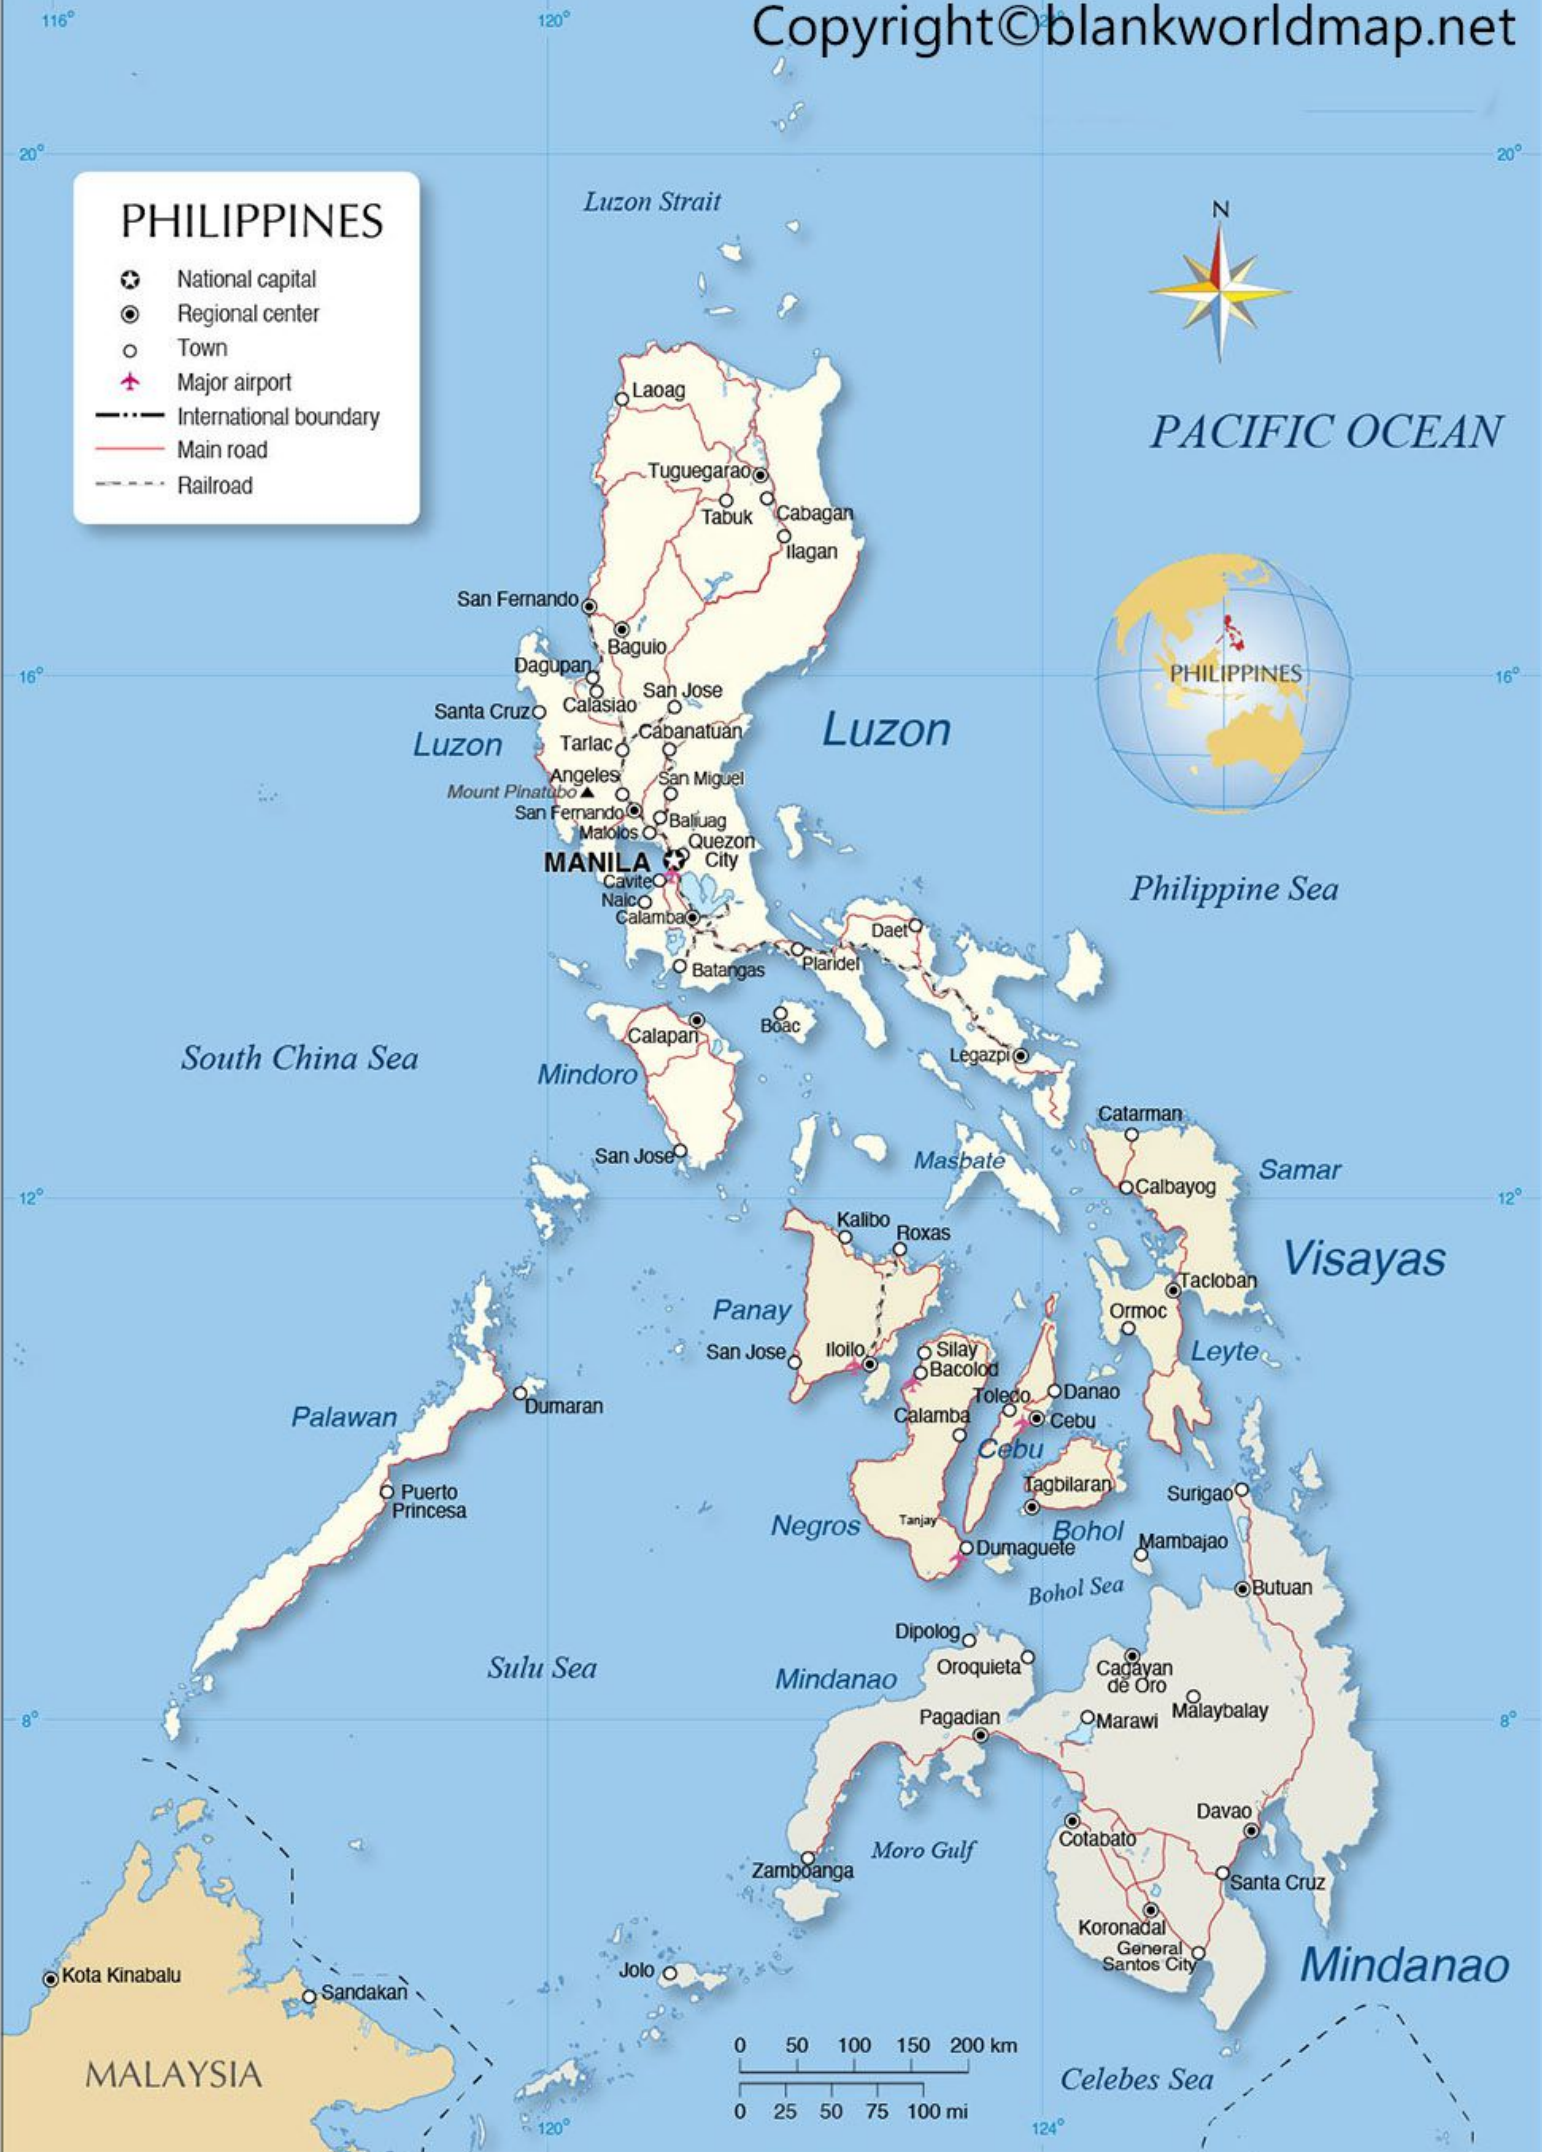 Copyright©blankworldmap.net
116°
120°
124°
20°
20°
Luzon Strait
PHILIPPINES
National capital
Regional center
Town
Major airport
International boundary
Main road
Railroad
N
PACIFIC OCEAN
Laoag
Tuguegarao
Tabuk
Cabagan
Ilagan
San Fernando
Baguio
Dagupan
16°
16°
PHILIPPINES
Calasiao
San Jose
Santa Cruz
Luzon
Luzon
Tarlac
Cabanatuan
Angeles
San Miguel
Mount Pinatubo
San Fernando
Baliuag
Malolos
Quezon
City
MANILA
Cavite
Naic
Calamba
Philippine Sea
Daet
Plaridel
Batangas
Boac
Calapan
Legazpi
South China Sea
Mindoro
Catarman
San Jose
Masbate
Samar
Calbayog
12°
12°
Kalibo
Roxas
Visayas
Tacloban
Panay
Ormoc
San Jose
Iloilo
Silay
Bacolod
Leyte
Dumaran
Toledo
Danao
Palawan
Calamba
Cebu
Cebu
Puerto
Princesa
Tagbilaran
Surigao
Negros
Tanjay
Bohol
Dumaguete
Mambajao
Bohol Sea
Butuan
Dipolog
Oroquieta
Sulu Sea
Mindanao
Cagayan
de Oro
Malaybalay
8°
8°
Pagadian
Marawi
Davao
Cotabato
Moro Gulf
Zamboanga
Santa Cruz
Koronadal
General
Santos City
Mindanao
Jolo
Kota Kinabalu
Sandakan
MALAYSIA
0 50 100 150 200 km
0 25 50 75 100 mi
Celebes Sea
120°
124°